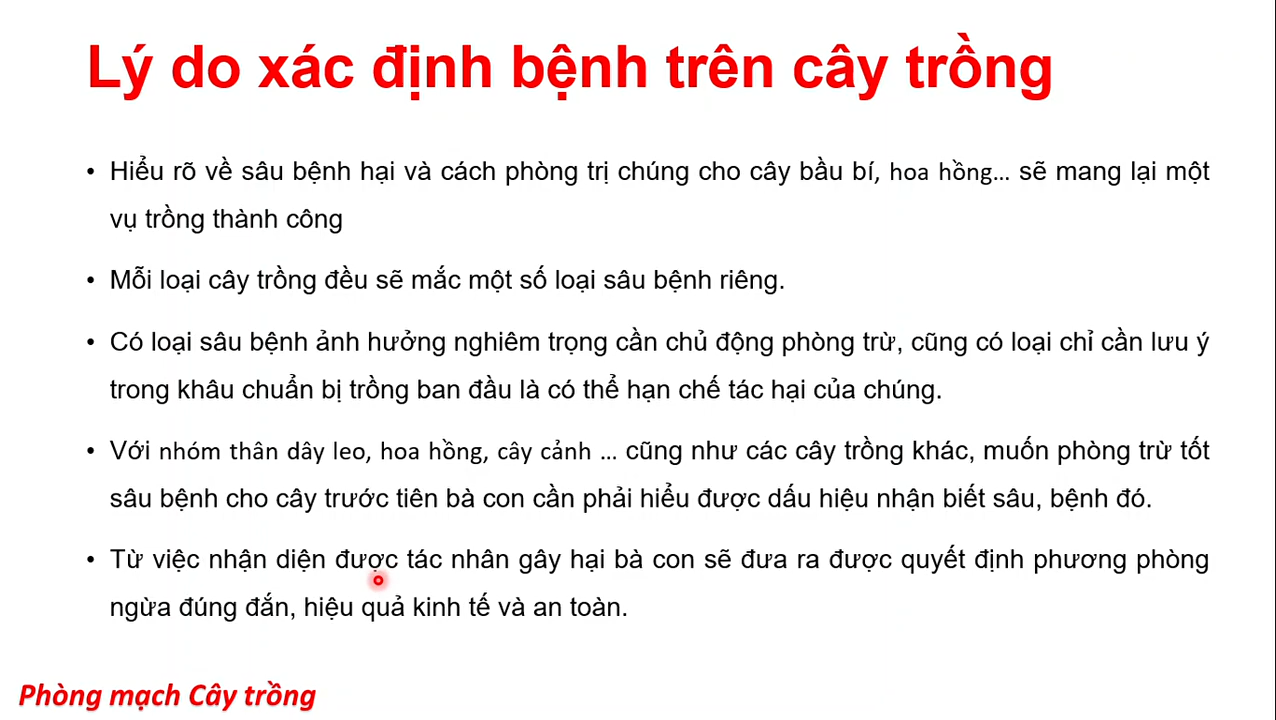 Lý do xác định bệnh trên cây trồng
• Hiểu rõ về sâu bệnh hại và cách phòng trị chúng cho cây bầu bí, hoa hồng... sẽ mang lại một
vụ trồng thành công
• Mỗi loại cây trồng đều sẽ mắc một số loại sâu bệnh riêng.
• Có loại sâu bệnh ảnh hưởng nghiêm trọng cần chủ động phòng trừ, cũng có loại chỉ cần lưu ý
trong khâu chuẩn bị trồng ban đầu là có thể hạn chế tác hại của chúng.
• Với nhóm thân dây leo, hoa hồng, cây cảnh ... cũng như các cây trồng khác, muốn phòng trừ tốt
sâu bệnh cho cây trước tiên bà con cần phải hiểu được dấu hiệu nhận biết sâu, bệnh đó.
• Từ việc nhận diện được tác nhân gây hại bà con sẽ đưa ra được quyết định phương phòng
ngừa đúng đắn, hiệu quả kinh tế và an toàn.
Phòng mạch Cây trồng